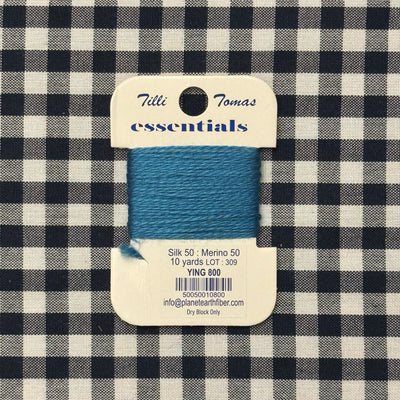 Tilli Tomas
essentials
Silk 50 : Merino 50
10 yards LOT : 309
YING 800
50050010800
info@planetearthfiber.com
Dry Block Only